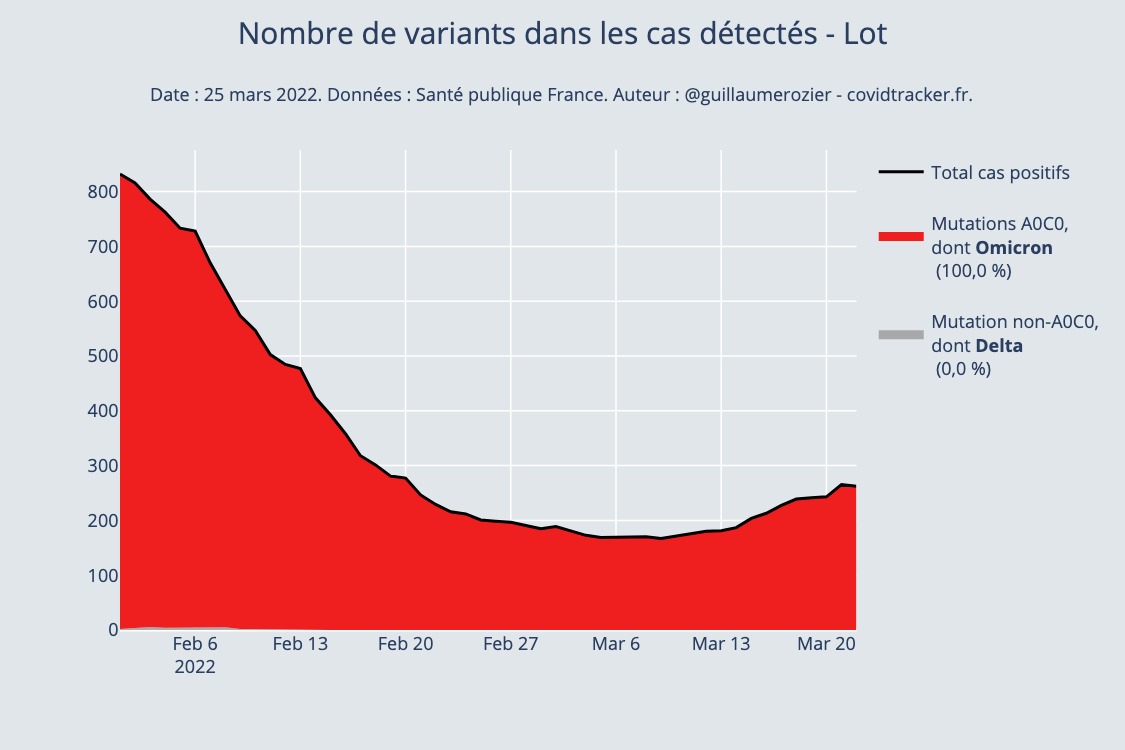 Nombre de variants dans les cas détectés - Lot
Date : 25 mars 2022. Données : Santé publique France. Auteur : @guillaumerozier - covidtracker.fr.
Total cas positifs
Mutations A0C0,
dont Omicron
(100,0 %)
Mutation non-A0C0,
dont Delta
(0,0 %)
800
700
600
500
400
300
200
100
0
Feb 6
2022
Feb 13
Feb 20
Feb 27
Mar 6
Mar 13
Mar 20